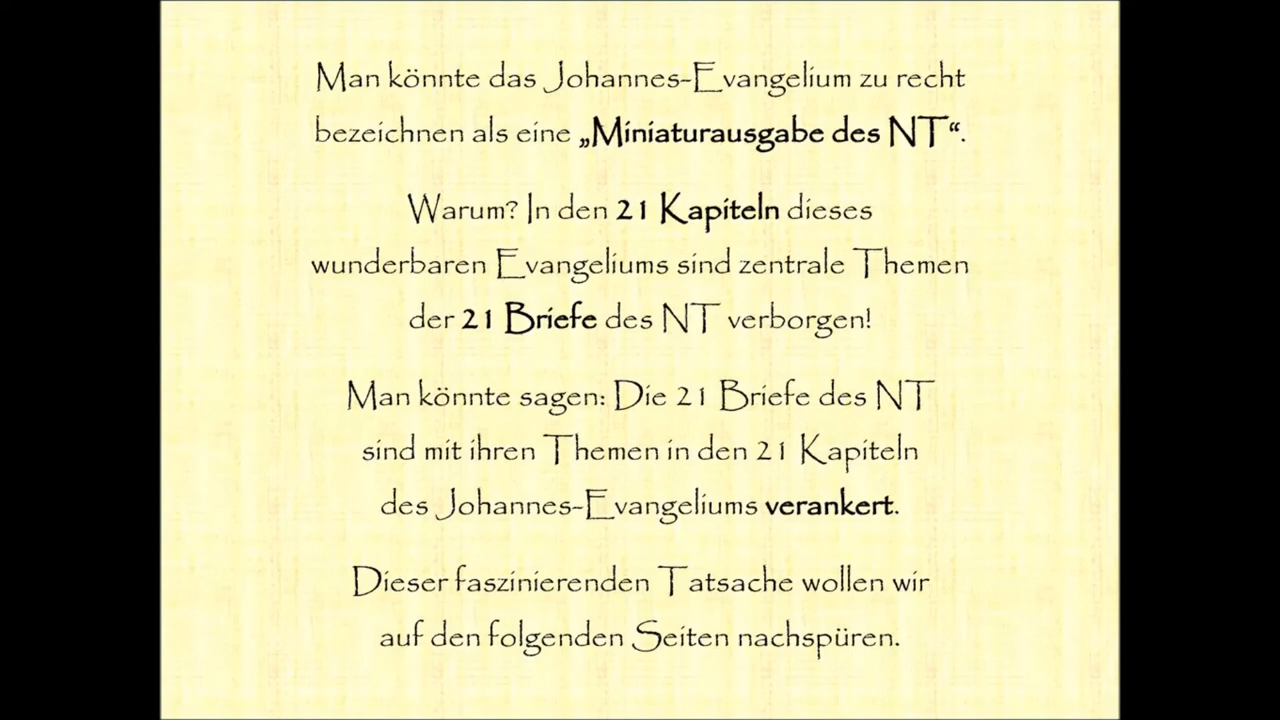 Man könnte das Johannes-Evangelium zu recht
bezeichnen als eine „Miniaturausgabe des NT“.
Warum? In den 21 Kapiteln dieses
wunderbaren Evangeliums sind zentrale Themen
der 21 Briefe des NT verborgen!
Man könnte sagen: Die 21 Briefe des NT
sind mit ihren Themen in den 21 Kapiteln
des Johannes-Evangeliums verankert.
Dieser faszinierenden Tatsache wollen wir
auf den folgenden Seiten nachspüren.